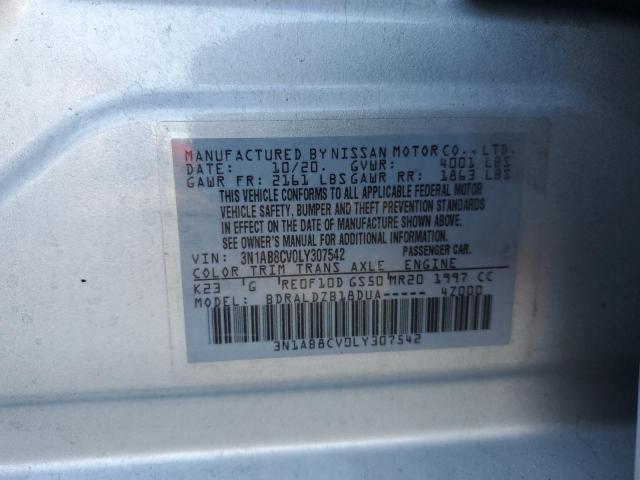 MANUFACTURED BY NISSAN MOTOR CO., LTD.
DATE: 10/20. GVWR: 4001 LBS
GAWR FR: 2161 LBS GAWR RR: 1863 LBS
THIS VEHICLE CONFORMS TO ALL APPLICABLE FEDERAL MOTOR
VEHICLE SAFETY, BUMPER AND THEFT PREVENTION STANDARDS
IN EFFECT ON THE DATE OF MANUFACTURE SHOWN ABOVE.
SEE OWNER'S MANUAL FOR ADDITIONAL INFORMATION.
VIN: 3N1AB8CV0LY307542 PASSENGER CAR.
COLOR TRIM TRANS AXLE ENGINE
K23 G RE0F10D GS50 MR20 1997 CC
MODEL: BDRALDZB18DUA----- 47000
3N1AB8CV0LY307542